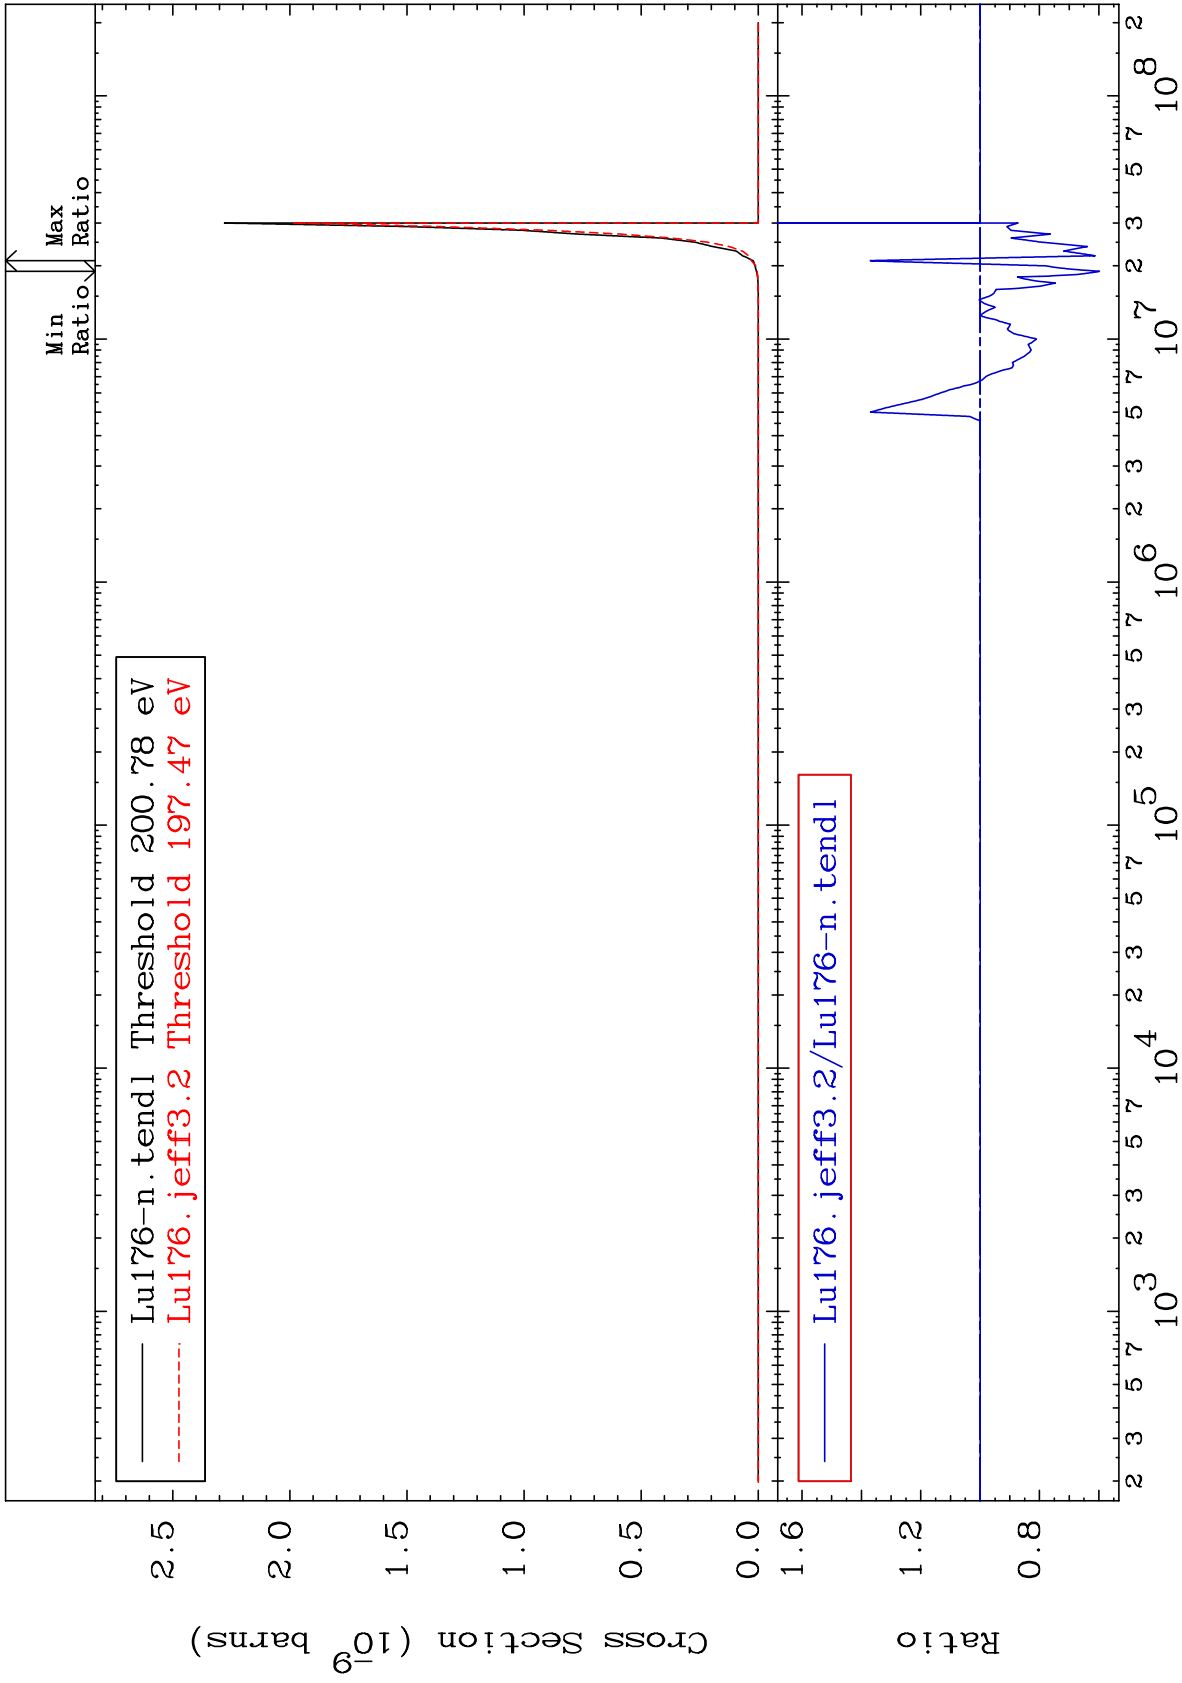 Min
Ratio
Max
Ratio
Lu176-n.tendl Threshold 200.78 eV
Lu176.jeff3.2 Threshold 197.47 eV
Cross Section (10-9 barns)
2.5
2.0
1.5
1.0
0.5
0.0
Lu176.jeff3.2/Lu176-n.tendl
Ratio
1.6
1.2
0.8
2 3 5 7 10^3 2 3 5 7 10^4 2 3 5 7 10^5 2 3 5 7 10^6 2 3 5 7 10^7 2 3 5 7 10^8 2